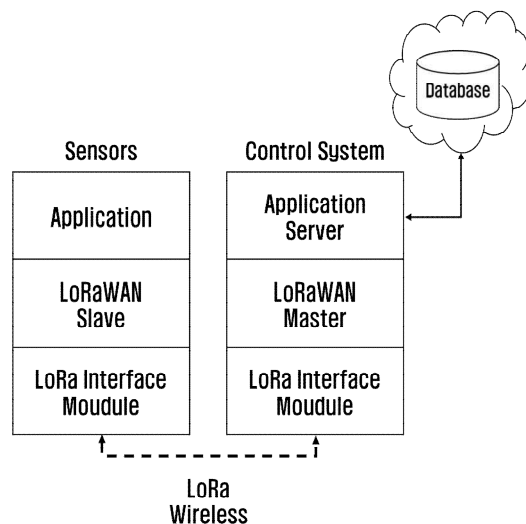 Database
Sensors
Control System
Application
Application
Server
LoRaWAN
Slave
LoRaWAN
Master
LoRa Interface
Moudule
LoRa Interface
Moudule
LoRa
Wireless